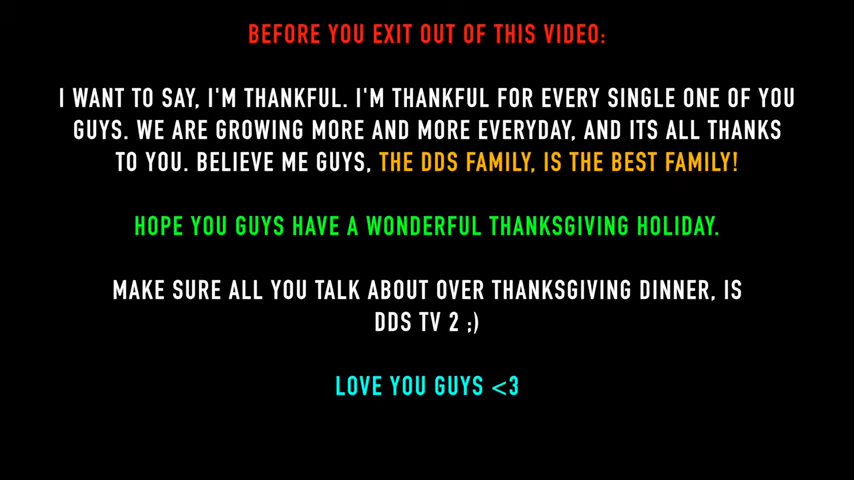 BEFORE YOU EXIT OUT OF THIS VIDEO:
I WANT TO SAY, I'M THANKFUL. I'M THANKFUL FOR EVERY SINGLE ONE OF YOU
GUYS. WE ARE GROWING MORE AND MORE EVERYDAY, AND ITS ALL THANKS
TO YOU. BELIEVE ME GUYS, THE DDS FAMILY, IS THE BEST FAMILY!
HOPE YOU GUYS HAVE A WONDERFUL THANKSGIVING HOLIDAY.
MAKE SURE ALL YOU TALK ABOUT OVER THANKSGIVING DINNER, IS
DDS TV 2 ;)
LOVE YOU GUYS <3